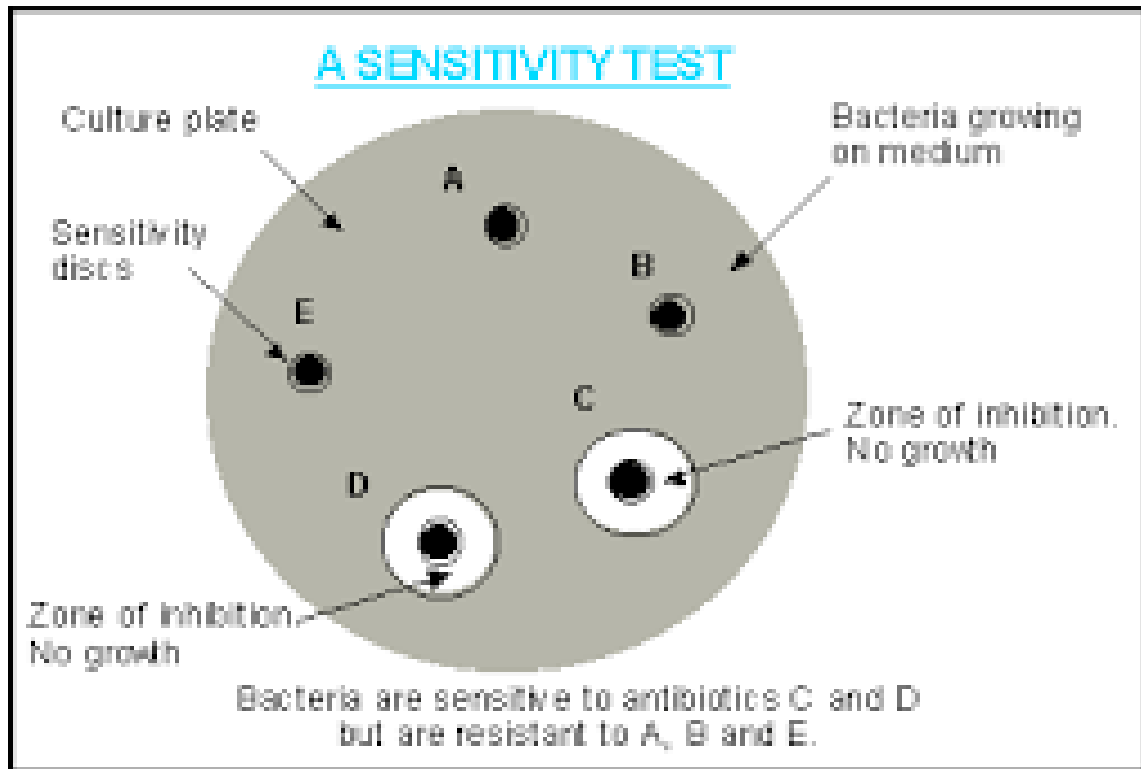 A SENSITIVITY TEST
Culture plate
Bacteria growing
on medium
A
Sensitivity
discs
B
E
C
Zone of inhibition.
No growth
D
Zone of inhibition.
No growth
Bacteria are sensitive to antibiotics C and D
but are resistant to A, B and E.